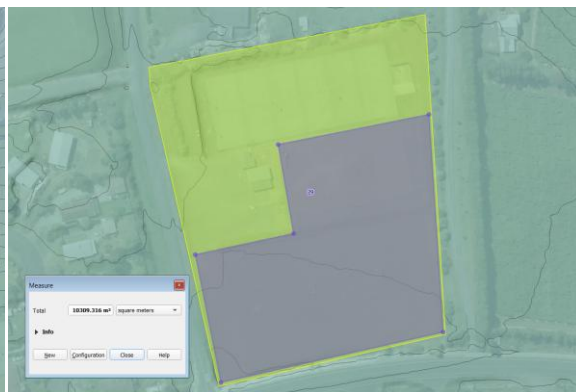 Measure
Total 10309.316 m² square meters
Info
New Configuration Close Help